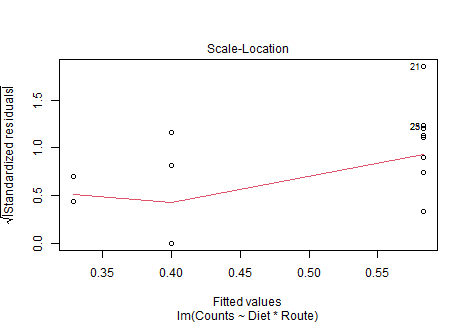 Scale-Location
√|Standardized residuals|
0.0 0.5 1.0 1.5
21
0.35 0.40 0.45 0.50 0.55
Fitted values
lm(Counts ~ Diet * Route)